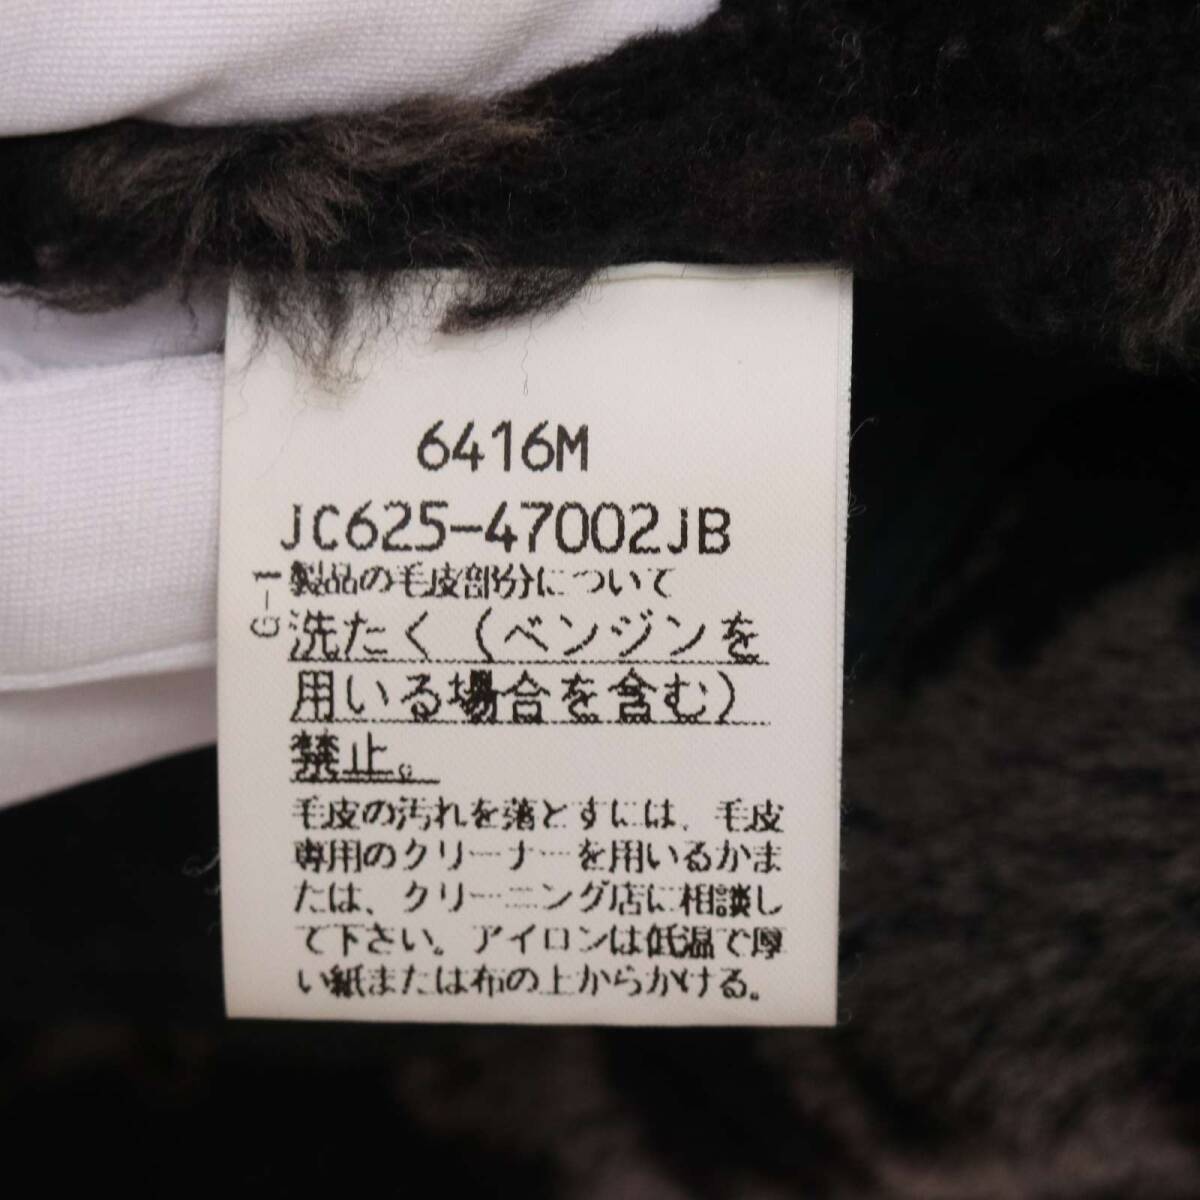 6416M
JC625-47002JB
G-1
製品の毛皮部分について
洗たく（ベンジンを
用いる場合を含む）
禁止。
毛皮の汚れを落とすには、毛皮
専用のクリーナーを用いるかま
たは、クリーニング店に相談し
て下さい。アイロンは低温で厚
い紙または布の上からかける。